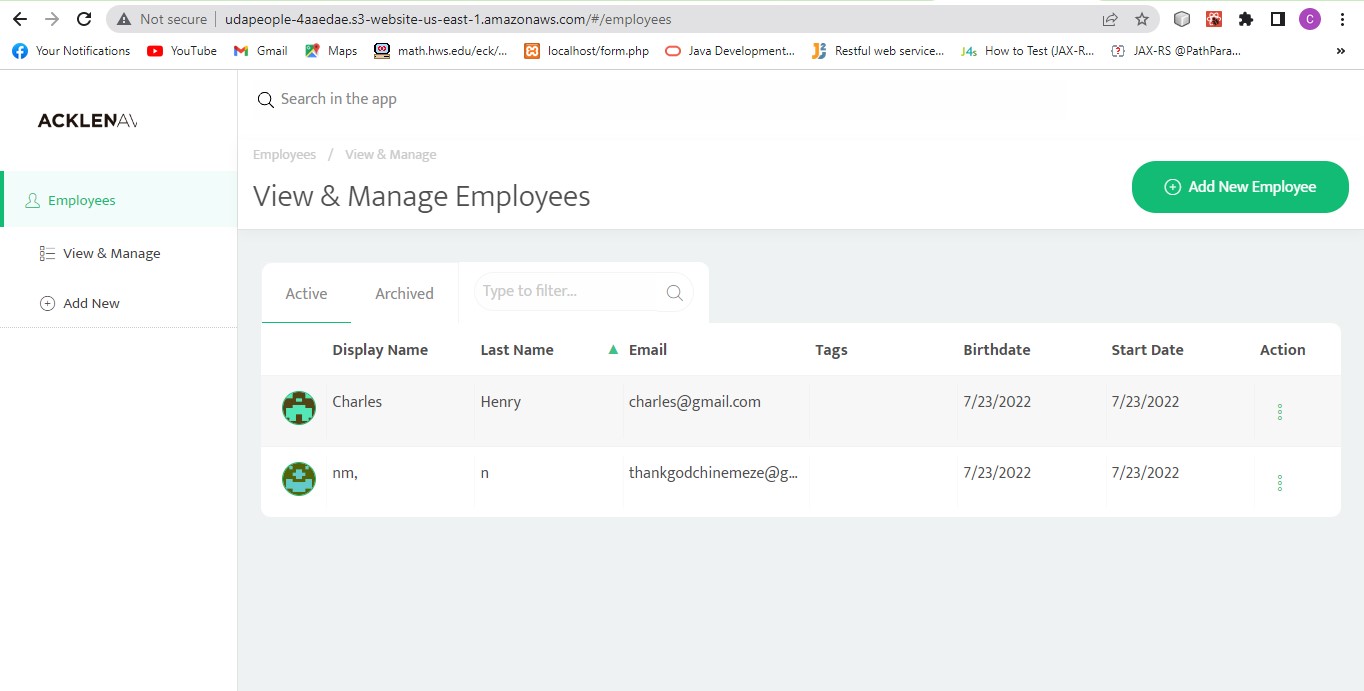 Not secure | udapeople-4aaedae.s3-website-us-east-1.amazonaws.com/#/employees
C
Your Notifications YouTube Gmail Maps math.hws.edu/eck/... localhost/form.php Java Development... Restful web service... J4s How to Test (JAX-R... JAX-RS @PathPara... »
ACKLENAV
Search in the app
Employees / View & Manage
View & Manage Employees
Add New Employee
Employees
View & Manage
Add New
Active Archived Type to filter...
Display Name Last Name ▲ Email Tags Birthdate Start Date Action
Charles Henry charles@gmail.com 7/23/2022 7/23/2022
nm, n thankgodchinemeze@g... 7/23/2022 7/23/2022